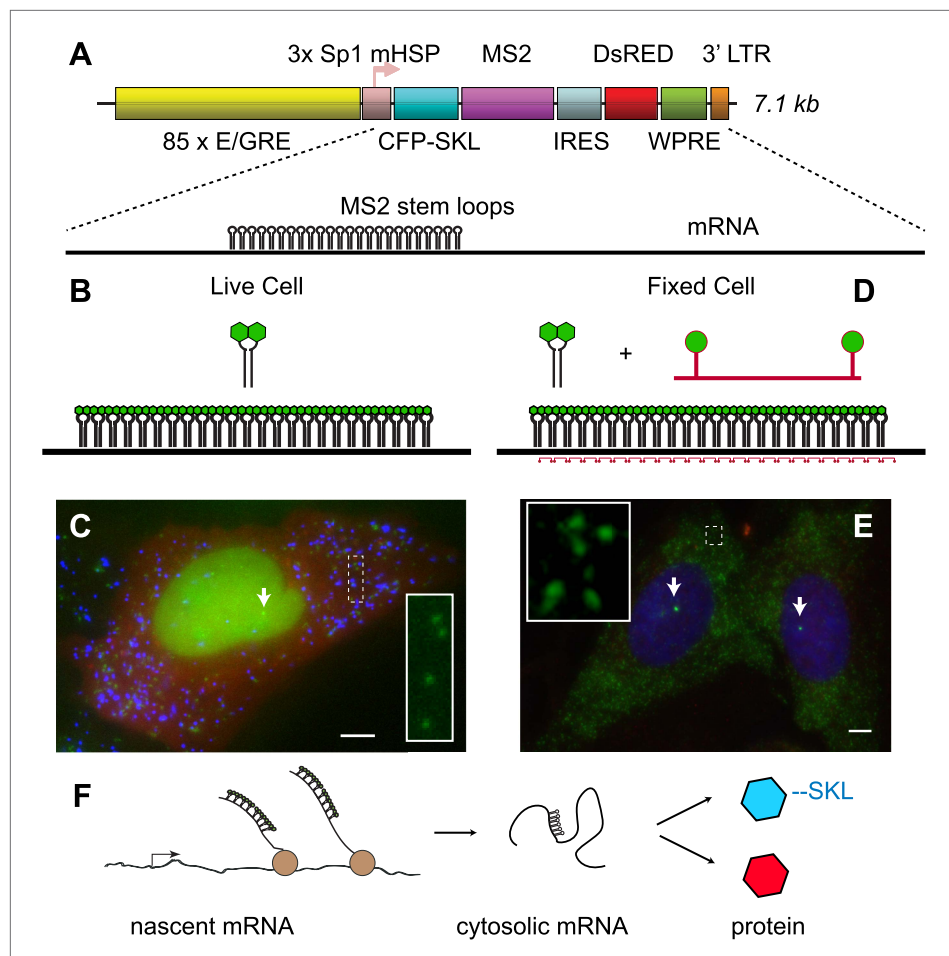 A
3x Sp1 mHSP MS2 DsRED 3’ LTR
7.1 kb
85 x E/GRE CFP-SKL IRES WPRE
MS2 stem loops
mRNA
B Live Cell Fixed Cell D
+
C E
F
--SKL
nascent mRNA cytosolic mRNA protein